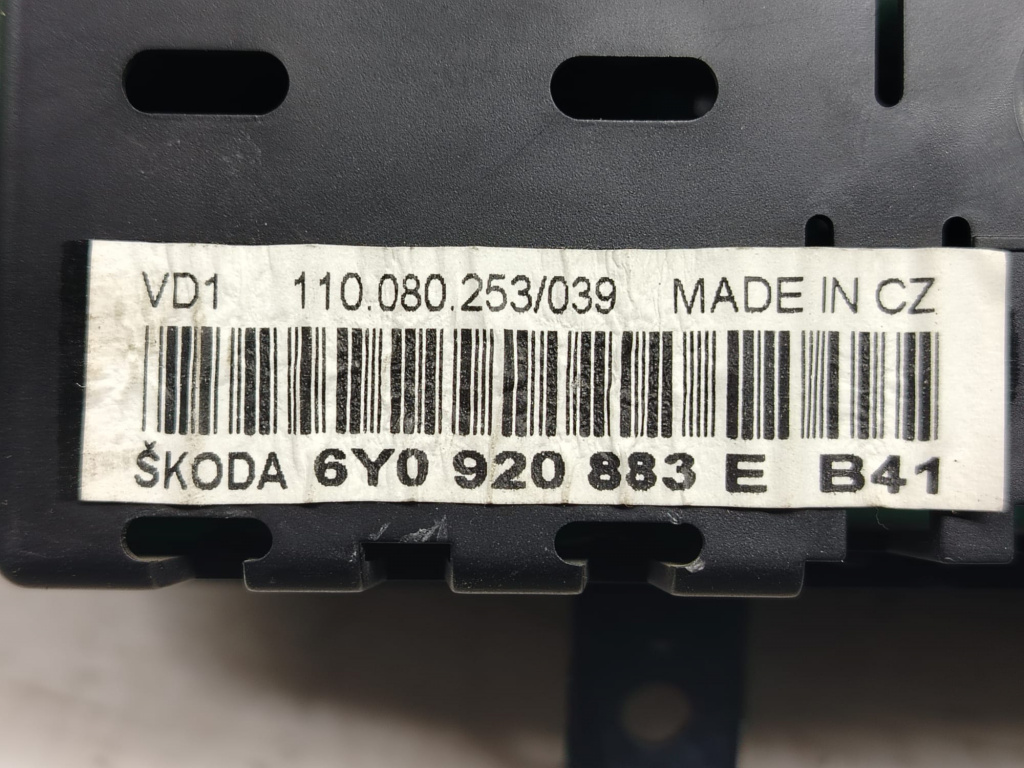 VD1 110.080.253/039 MADE IN CZ
ŠKODA 6Y0 920 883 E B41